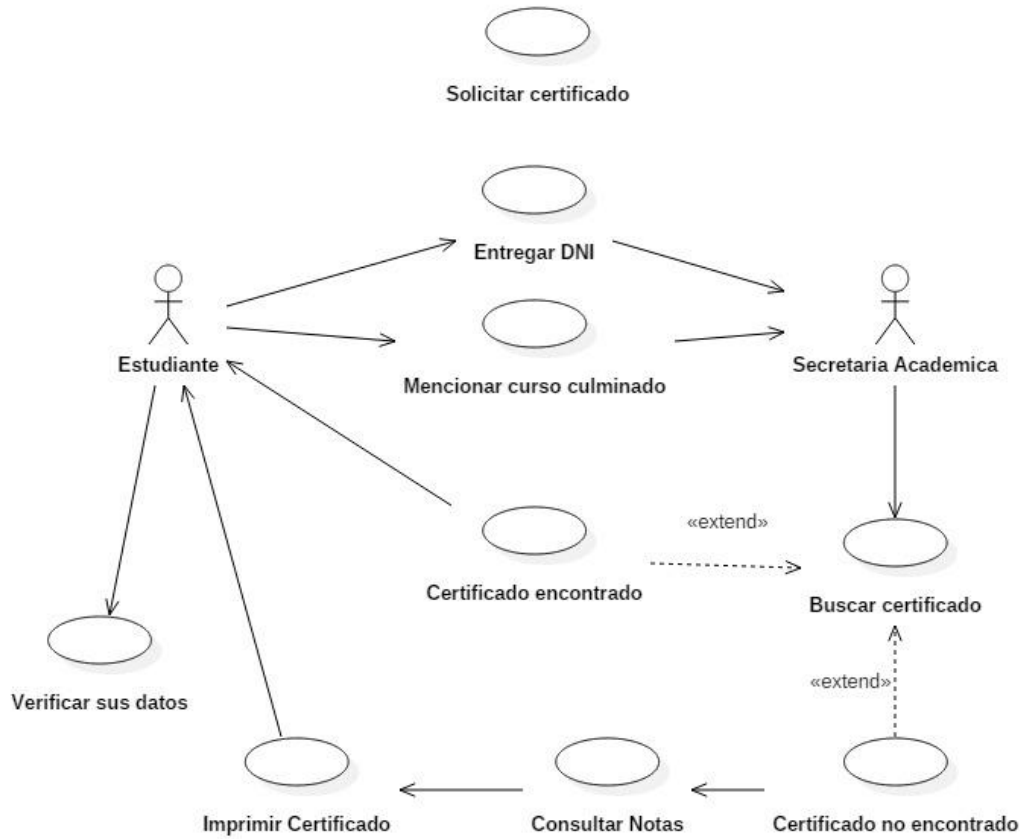 Solicitar certificado
Entregar DNI
Estudiante
Mencionar curso culminado
Secretaria Academica
«extend»
Certificado encontrado
Buscar certificado
«extend»
Verificar sus datos
Imprimir Certificado
Consultar Notas
Certificado no encontrado